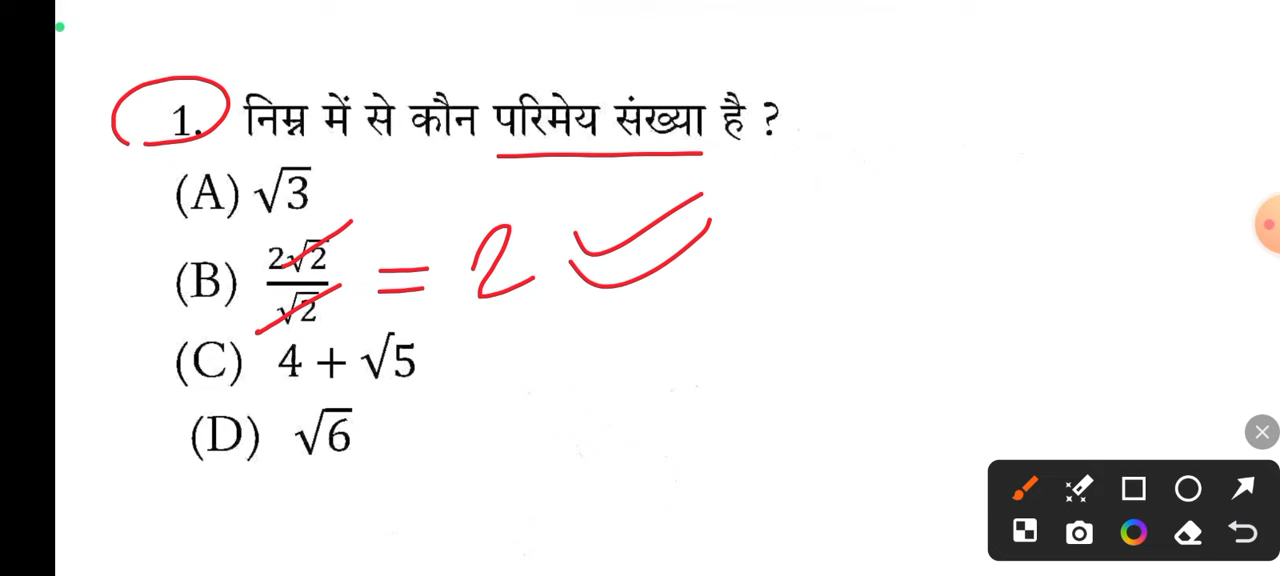 1. निम्न में से कौन परिमेय संख्या है ?
(A) √3
(B) 2√2/√2 = 2
(C) 4 + √5
(D) √6